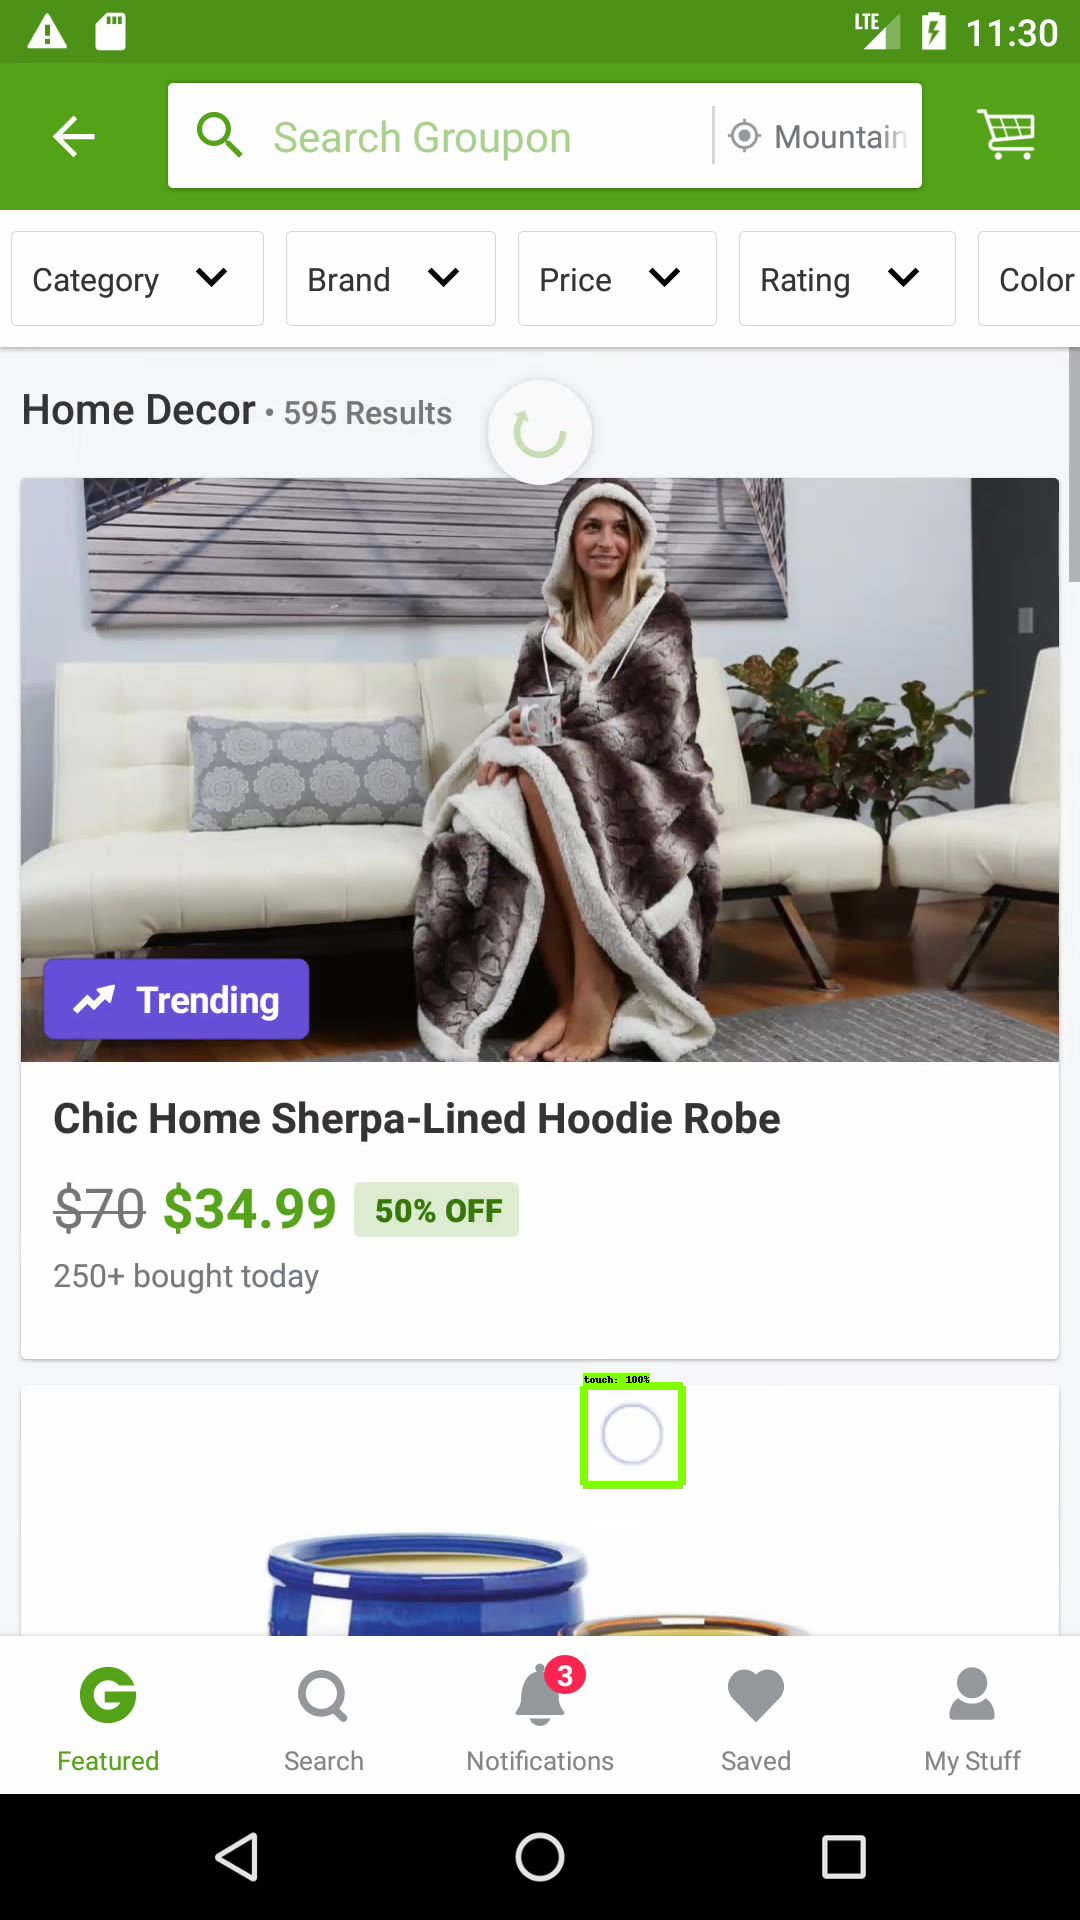 LTE 11:30
Search Groupon Mountain
Category Brand Price Rating Color
Home Decor • 595 Results
Trending
Chic Home Sherpa-Lined Hoodie Robe
$70 $34.99 50% OFF
250+ bought today
touch: 100%
3
Featured Search Notifications Saved My Stuff